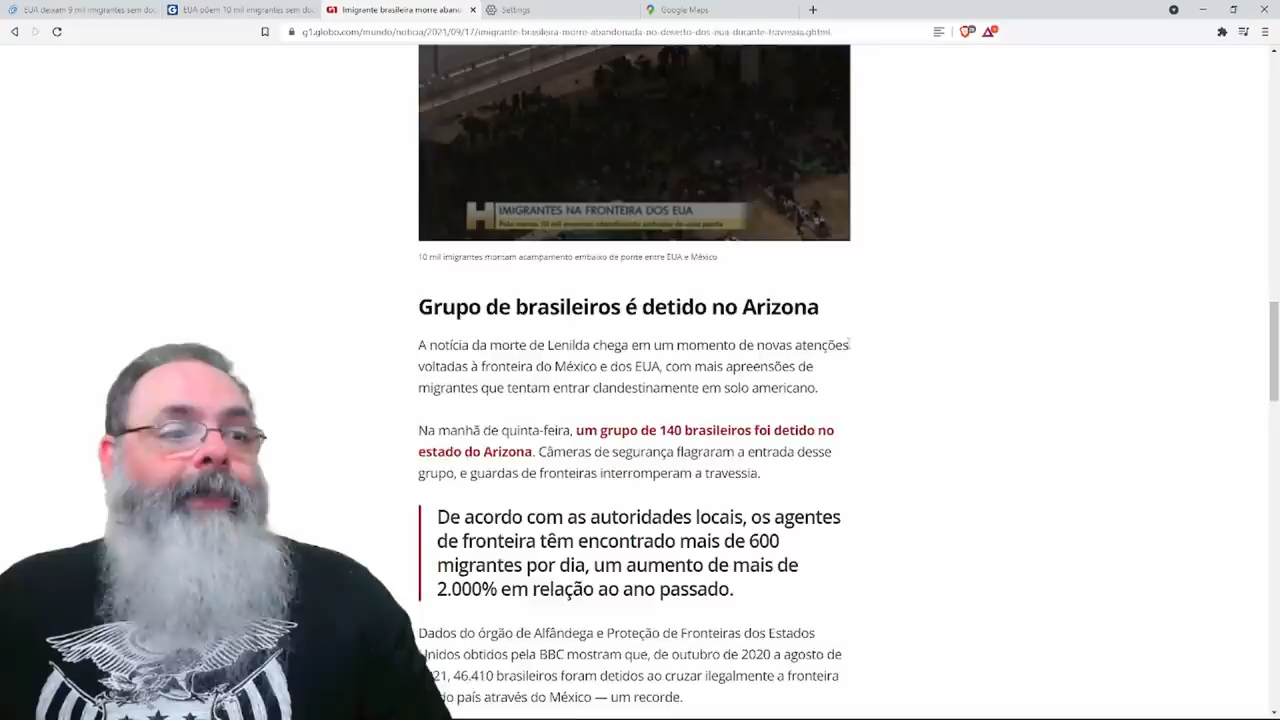 EUA deixam 9 mil imigrantes sem doc
EUA põem 10 mil imigrantes sem doc
G1
Imigrante brasileira morre aband
Settings
Google Maps
g1.globo.com/mundo/noticia/2021/09/17/imigrante-brasileira-morre-abandonada-no-deserto-dos-eua-durante-travessia.ghtml
H
IMIGRANTES NA FRONTEIRA DOS EUA
10 mil imigrantes montam acampamento embaixo de ponte entre EUA e México
Grupo de brasileiros é detido no Arizona
A notícia da morte de Lenilda chega em um momento de novas atenções
voltadas à fronteira do México e dos EUA, com mais apreensões de
migrantes que tentam entrar clandestinamente em solo americano.
Na manhã de quinta-feira, um grupo de 140 brasileiros foi detido no
estado do Arizona. Câmeras de segurança flagraram a entrada desse
grupo, e guardas de fronteiras interromperam a travessia.
De acordo com as autoridades locais, os agentes
de fronteira têm encontrado mais de 600
migrantes por dia, um aumento de mais de
2.000% em relação ao ano passado.
Dados do órgão de Alfândega e Proteção de Fronteiras dos Estados
Unidos obtidos pela BBC mostram que, de outubro de 2020 a agosto de
21, 46.410 brasileiros foram detidos ao cruzar ilegalmente a fronteira
do país através do México — um recorde.